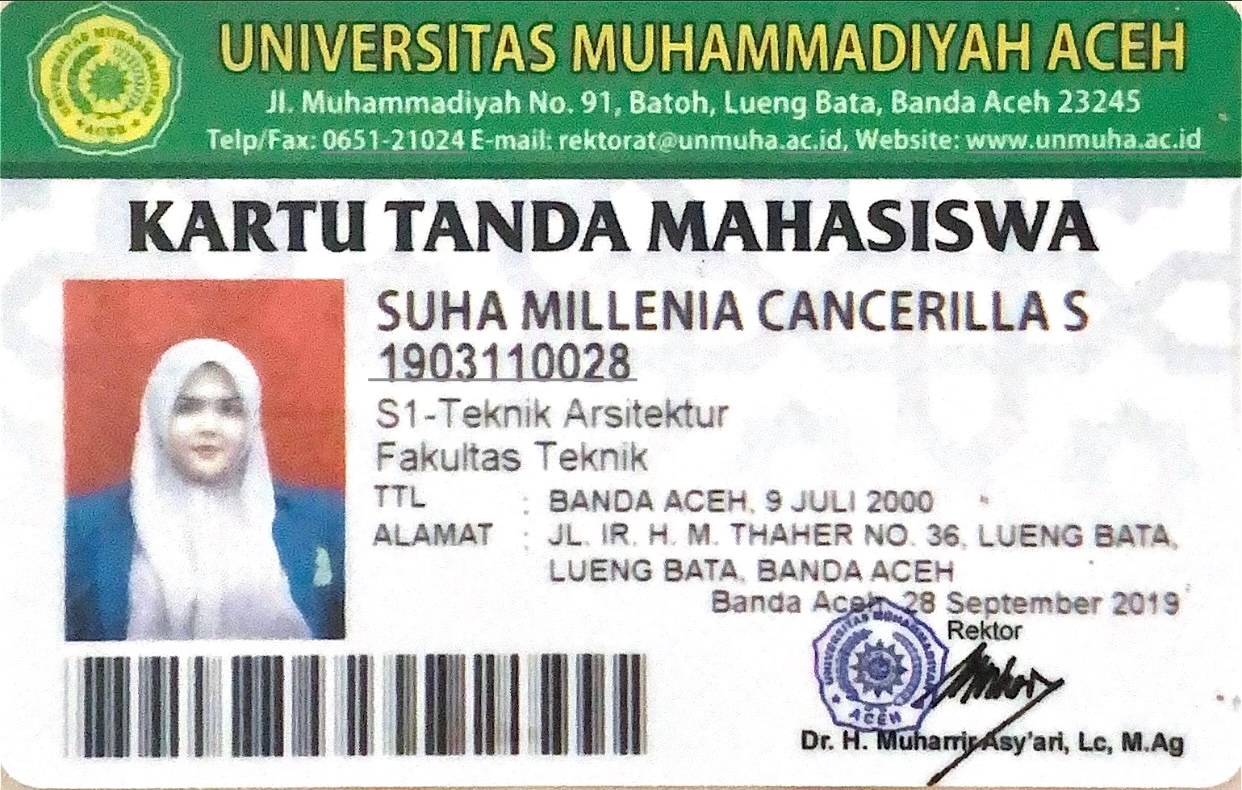 UNIVERSITAS MUHAMMADIYAH ACEH
Jl. Muhammadiyah No. 91, Batoh, Lueng Bata, Banda Aceh 23245
Telp/Fax: 0651-21024 E-mail: rektorat@unmuha.ac.id, Website: www.unmuha.ac.id
KARTU TANDA MAHASISWA
SUHA MILLENIA CANCERILLA S
1903110028
S1-Teknik Arsitektur
Fakultas Teknik
TTL : BANDA ACEH, 9 JULI 2000
ALAMAT : JL. IR. H. M. THAHER NO. 36, LUENG BATA,
LUENG BATA, BANDA ACEH
Banda Aceh, 28 September 2019
Rektor
UNIVERSITAS MUHAMMADIYAH
ACEH
Dr. H. Muharrir Asy'ari, Lc, M.Ag